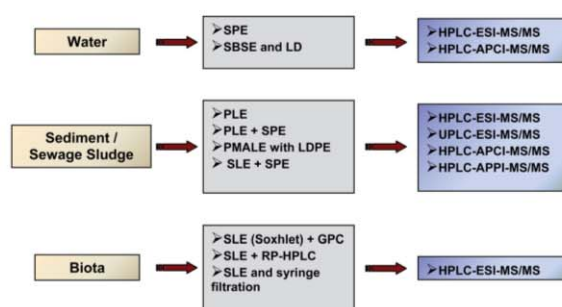 Water
➢SPE
➢SBSE and LD
➢HPLC-ESI-MS/MS
➢HPLC-APCI-MS/MS
Sediment /
Sewage Sludge
➢PLE
➢PLE + SPE
➢PMALE with LDPE
➢SLE + SPE
➢HPLC-ESI-MS/MS
➢UPLC-ESI-MS/MS
➢HPLC-APCI-MS/MS
➢HPLC-APPI-MS/MS
Biota
➢SLE (Soxhlet) + GPC
➢SLE + RP-HPLC
➢SLE and syringe
filtration
➢HPLC-ESI-MS/MS